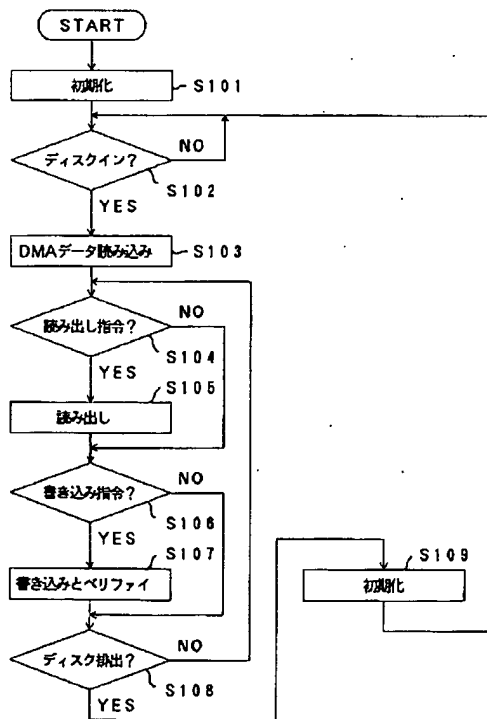 START
初期化
S101
ディスクイン?
NO
S102
YES
DMAデータ読み込み
S103
読み出し指令?
NO
S104
YES
S105
読み出し
書き込み指令?
NO
S106
YES
S107
書き込みとベリファイ
S109
初期化
ディスク排出?
NO
S108
YES